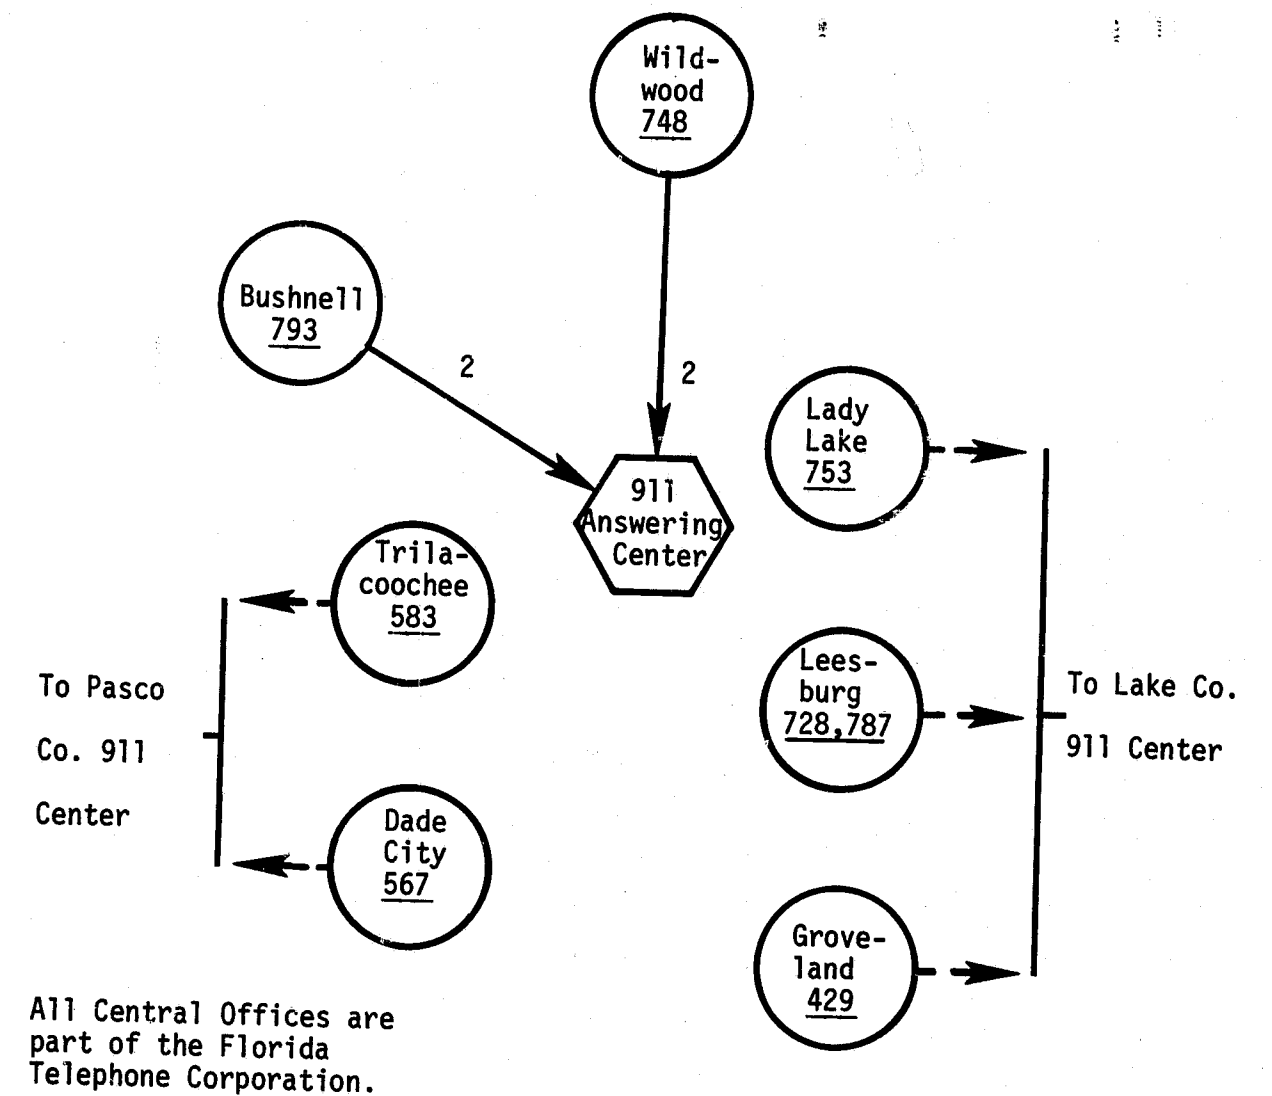 Wild-
wood
748
Bushnell
793
2
2
911
Answering
Center
Lady
Lake
753
Trila-
coochee
583
Lees-
burg
728,787
To Pasco
Co. 911
Center
To Lake Co.
911 Center
Dade
City
567
Grove-
land
429
All Central Offices are
part of the Florida
Telephone Corporation.